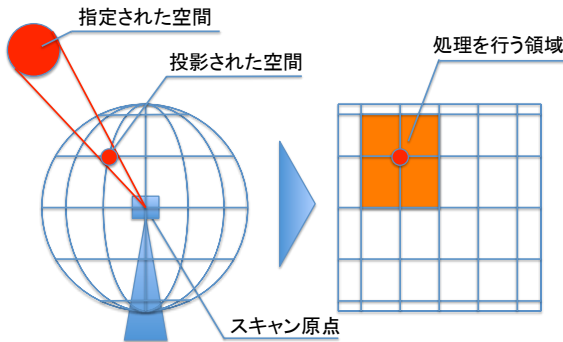 指定された空間
投影された空間
処理を行う領域
スキャン原点